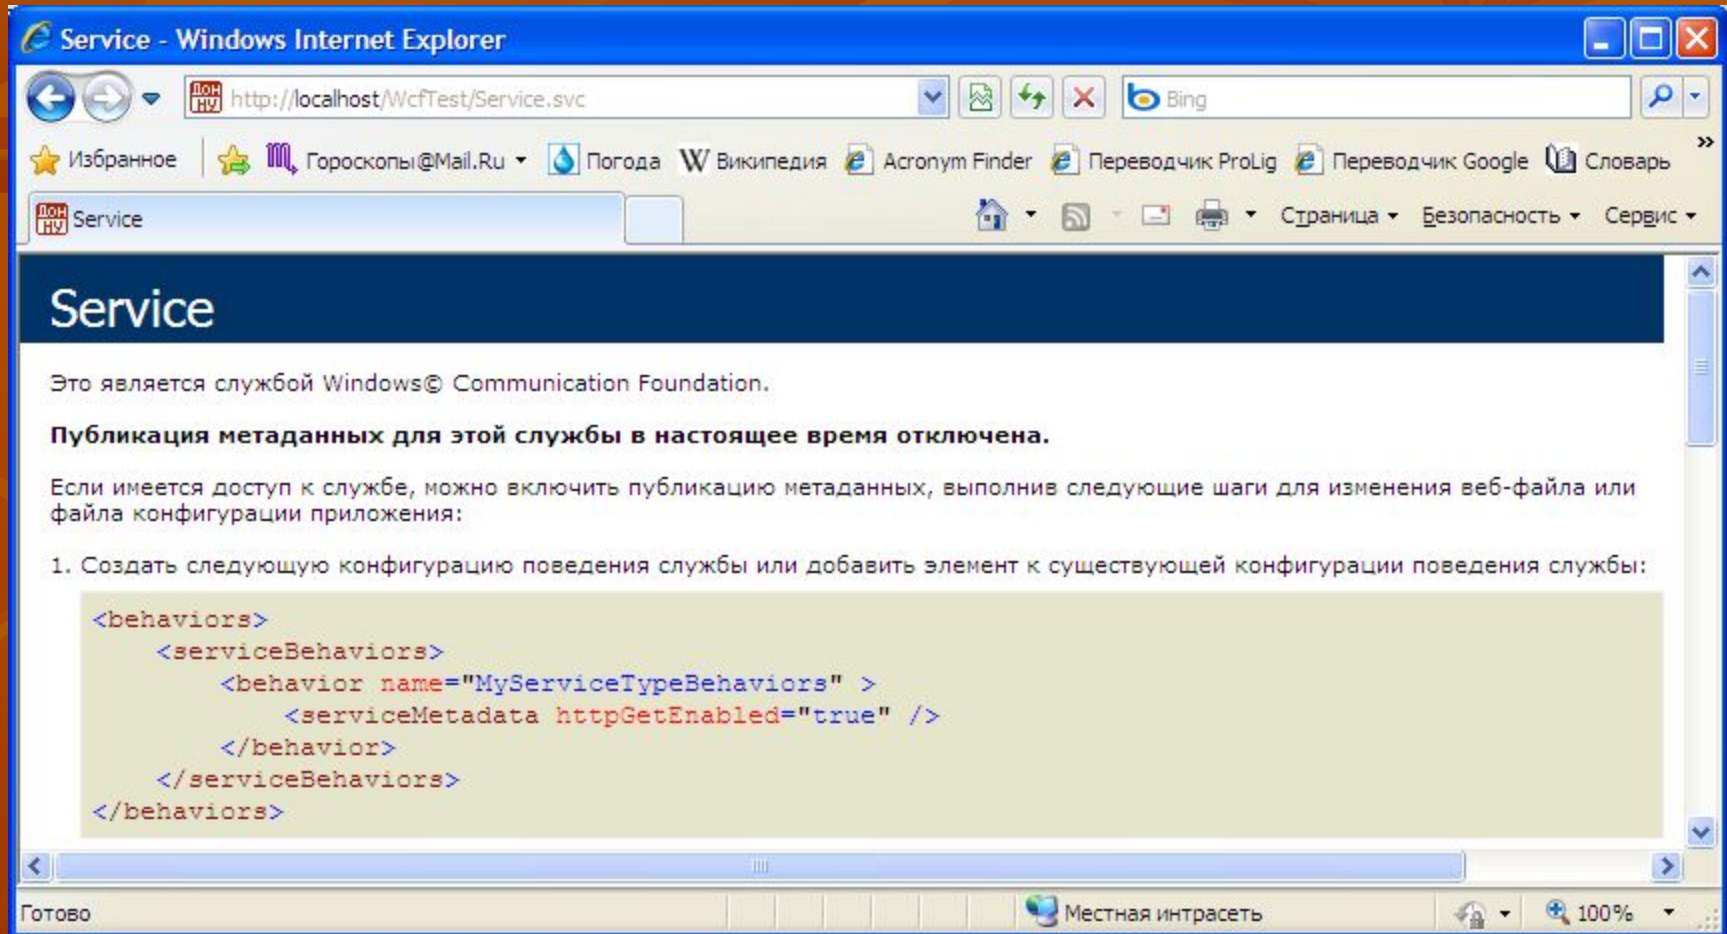 Service - Windows Internet Explorer
http://localhost/WcfTest/Service.svc
Bing
Избранное Гороскопы@Mail.Ru Погода W Википедия Acronym Finder Переводчик ProLig Переводчик Google Словарь »
ДОН НУ Service Страница Безопасность Сервис
Service
Это является службой Windows© Communication Foundation.
Публикация метаданных для этой службы в настоящее время отключена.
Если имеется доступ к службе, можно включить публикацию метаданных, выполнив следующие шаги для изменения веб-файла или
файла конфигурации приложения:
1. Создать следующую конфигурацию поведения службы или добавить элемент к существующей конфигурации поведения службы:
<behaviors>
<serviceBehaviors>
<behavior name="MyServiceTypeBehaviors" >
<serviceMetadata httpGetEnabled="true" />
</behavior>
</serviceBehaviors>
</behaviors>
Готово Местная интрасеть 100%